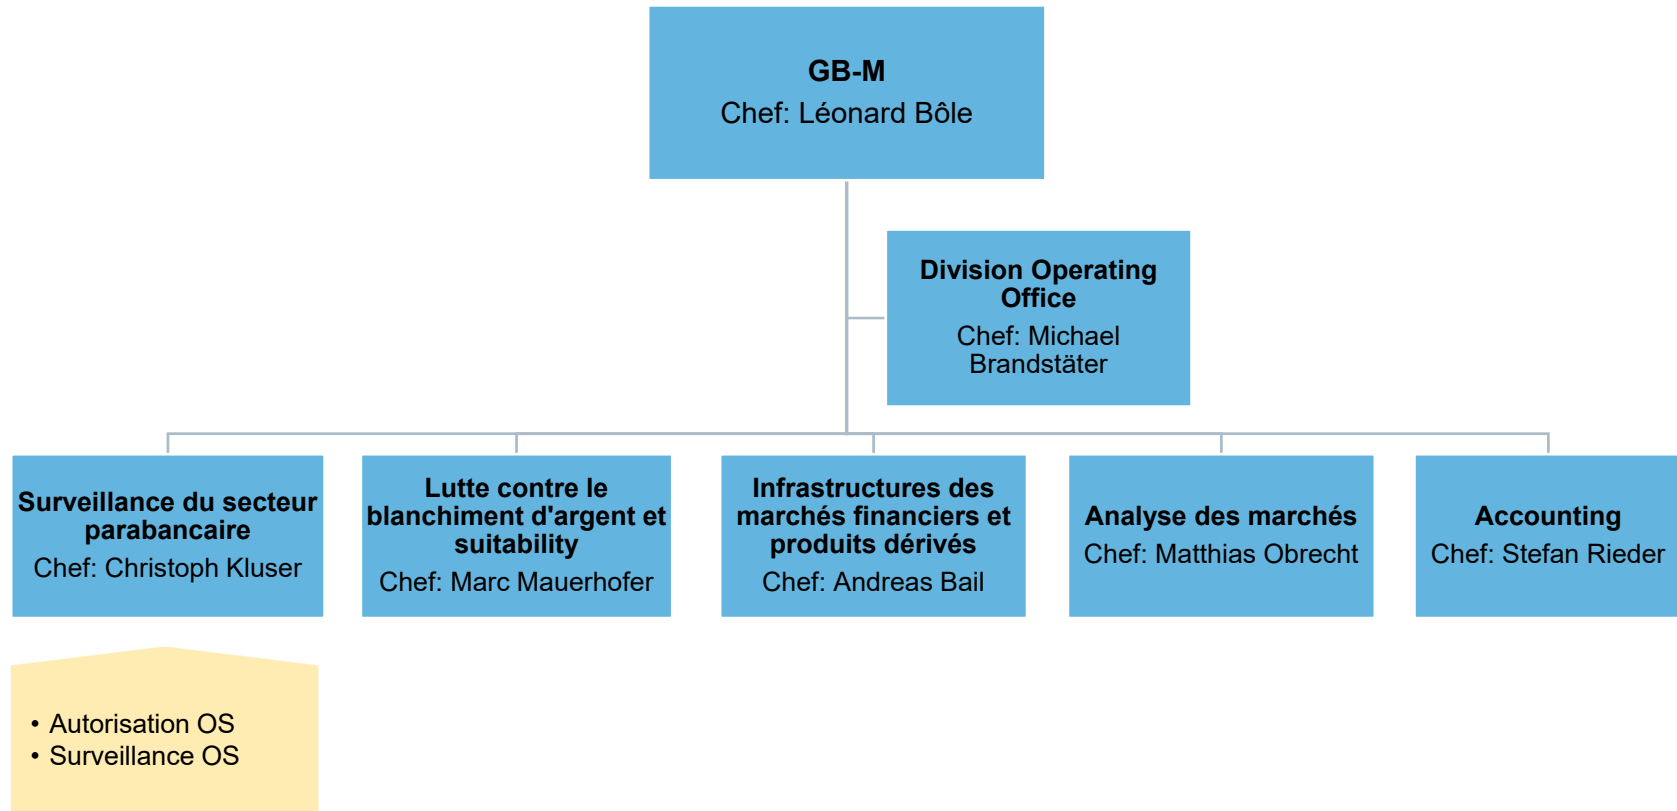 GB-M
Chef: Léonard Bôle
Division Operating
Office
Chef: Michael
Brandstäter
Surveillance du secteur
parabancaire
Chef: Christoph Kluser
Lutte contre le
blanchiment d'argent et
suitability
Chef: Marc Mauerhofer
Infrastructures des
marchés financiers et
produits dérivés
Chef: Andreas Bail
Analyse des marchés
Chef: Matthias Obrecht
Accounting
Chef: Stefan Rieder
• Autorisation OS
• Surveillance OS